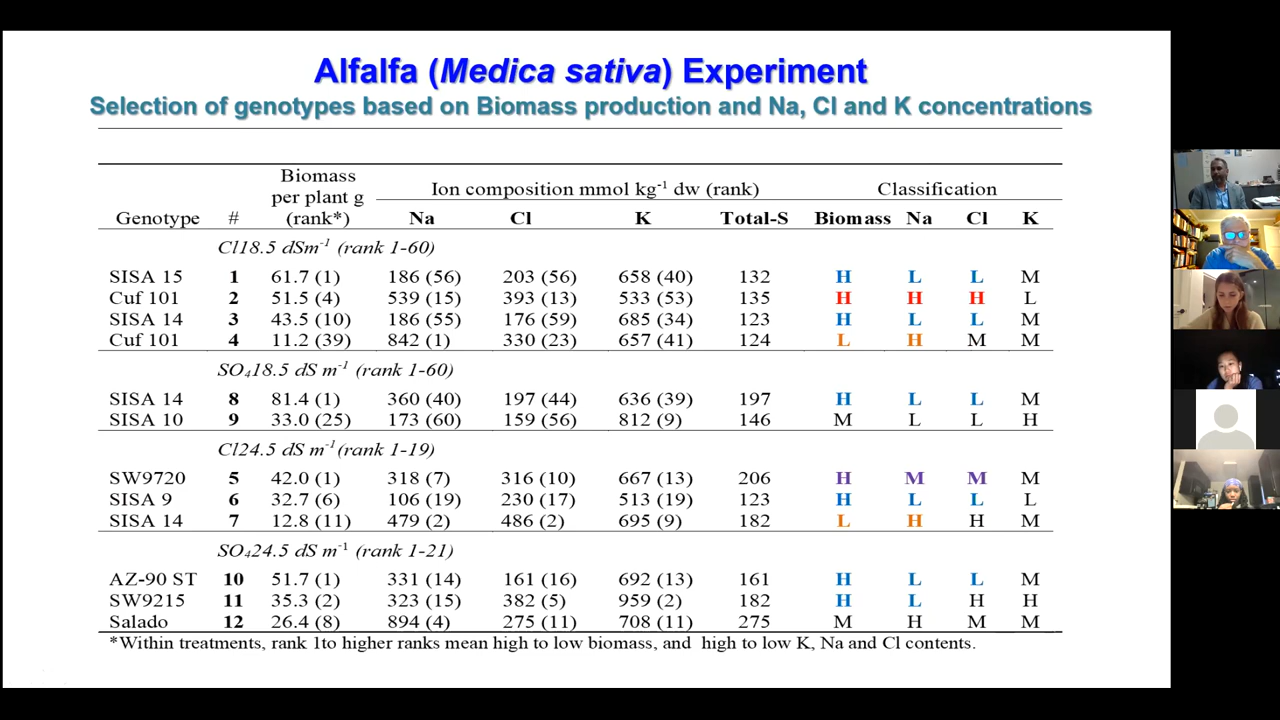 Alfalfa (Medica sativa) Experiment
Selection of genotypes based on Biomass production and Na, Cl and K concentrations
Genotype # Biomass per plant g (rank*) Ion composition mmol kg-1 dw (rank) Classification
Na Cl K Total-S Biomass Na Cl K
Cl18.5 dSm-1 (rank 1-60)
SISA 15 1 61.7 (1) 186 (56) 203 (56) 658 (40) 132 H L L M
Cuf 101 2 51.5 (4) 539 (15) 393 (13) 533 (53) 135 H H H L
SISA 14 3 43.5 (10) 186 (55) 176 (59) 685 (34) 123 H L L M
Cuf 101 4 11.2 (39) 842 (1) 330 (23) 657 (41) 124 L H M M
SO418.5 dS m-1 (rank 1-60)
SISA 14 8 81.4 (1) 360 (40) 197 (44) 636 (39) 197 H L L M
SISA 10 9 33.0 (25) 173 (60) 159 (56) 812 (9) 146 M L L H
Cl24.5 dS m-1(rank 1-19)
SW9720 5 42.0 (1) 318 (7) 316 (10) 667 (13) 206 H M M M
SISA 9 6 32.7 (6) 106 (19) 230 (17) 513 (19) 123 H L L L
SISA 14 7 12.8 (11) 479 (2) 486 (2) 695 (9) 182 L H H M
SO424.5 dS m-1 (rank 1-21)
AZ-90 ST 10 51.7 (1) 331 (14) 161 (16) 692 (13) 161 H L L M
SW9215 11 35.3 (2) 323 (15) 382 (5) 959 (2) 182 H L H H
Salado 12 26.4 (8) 894 (4) 275 (11) 708 (11) 275 M H M M
*Within treatments, rank 1to higher ranks mean high to low biomass, and high to low K, Na and Cl contents.